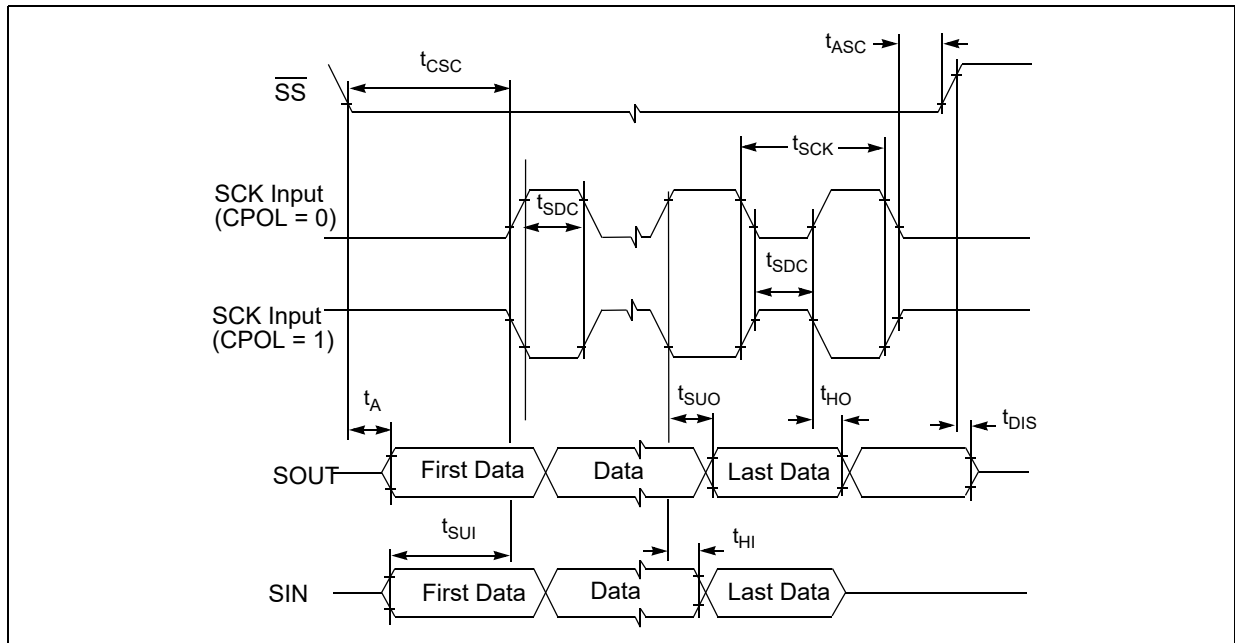 tASC
tCSC
SS
tSCK
SCK Input
(CPOL = 0)
tSDC
tSDC
SCK Input
(CPOL = 1)
tSUO
tHO
tA
tDIS
SOUT
First Data
Data
Last Data
tSUI
tHI
SIN
First Data
Data
Last Data